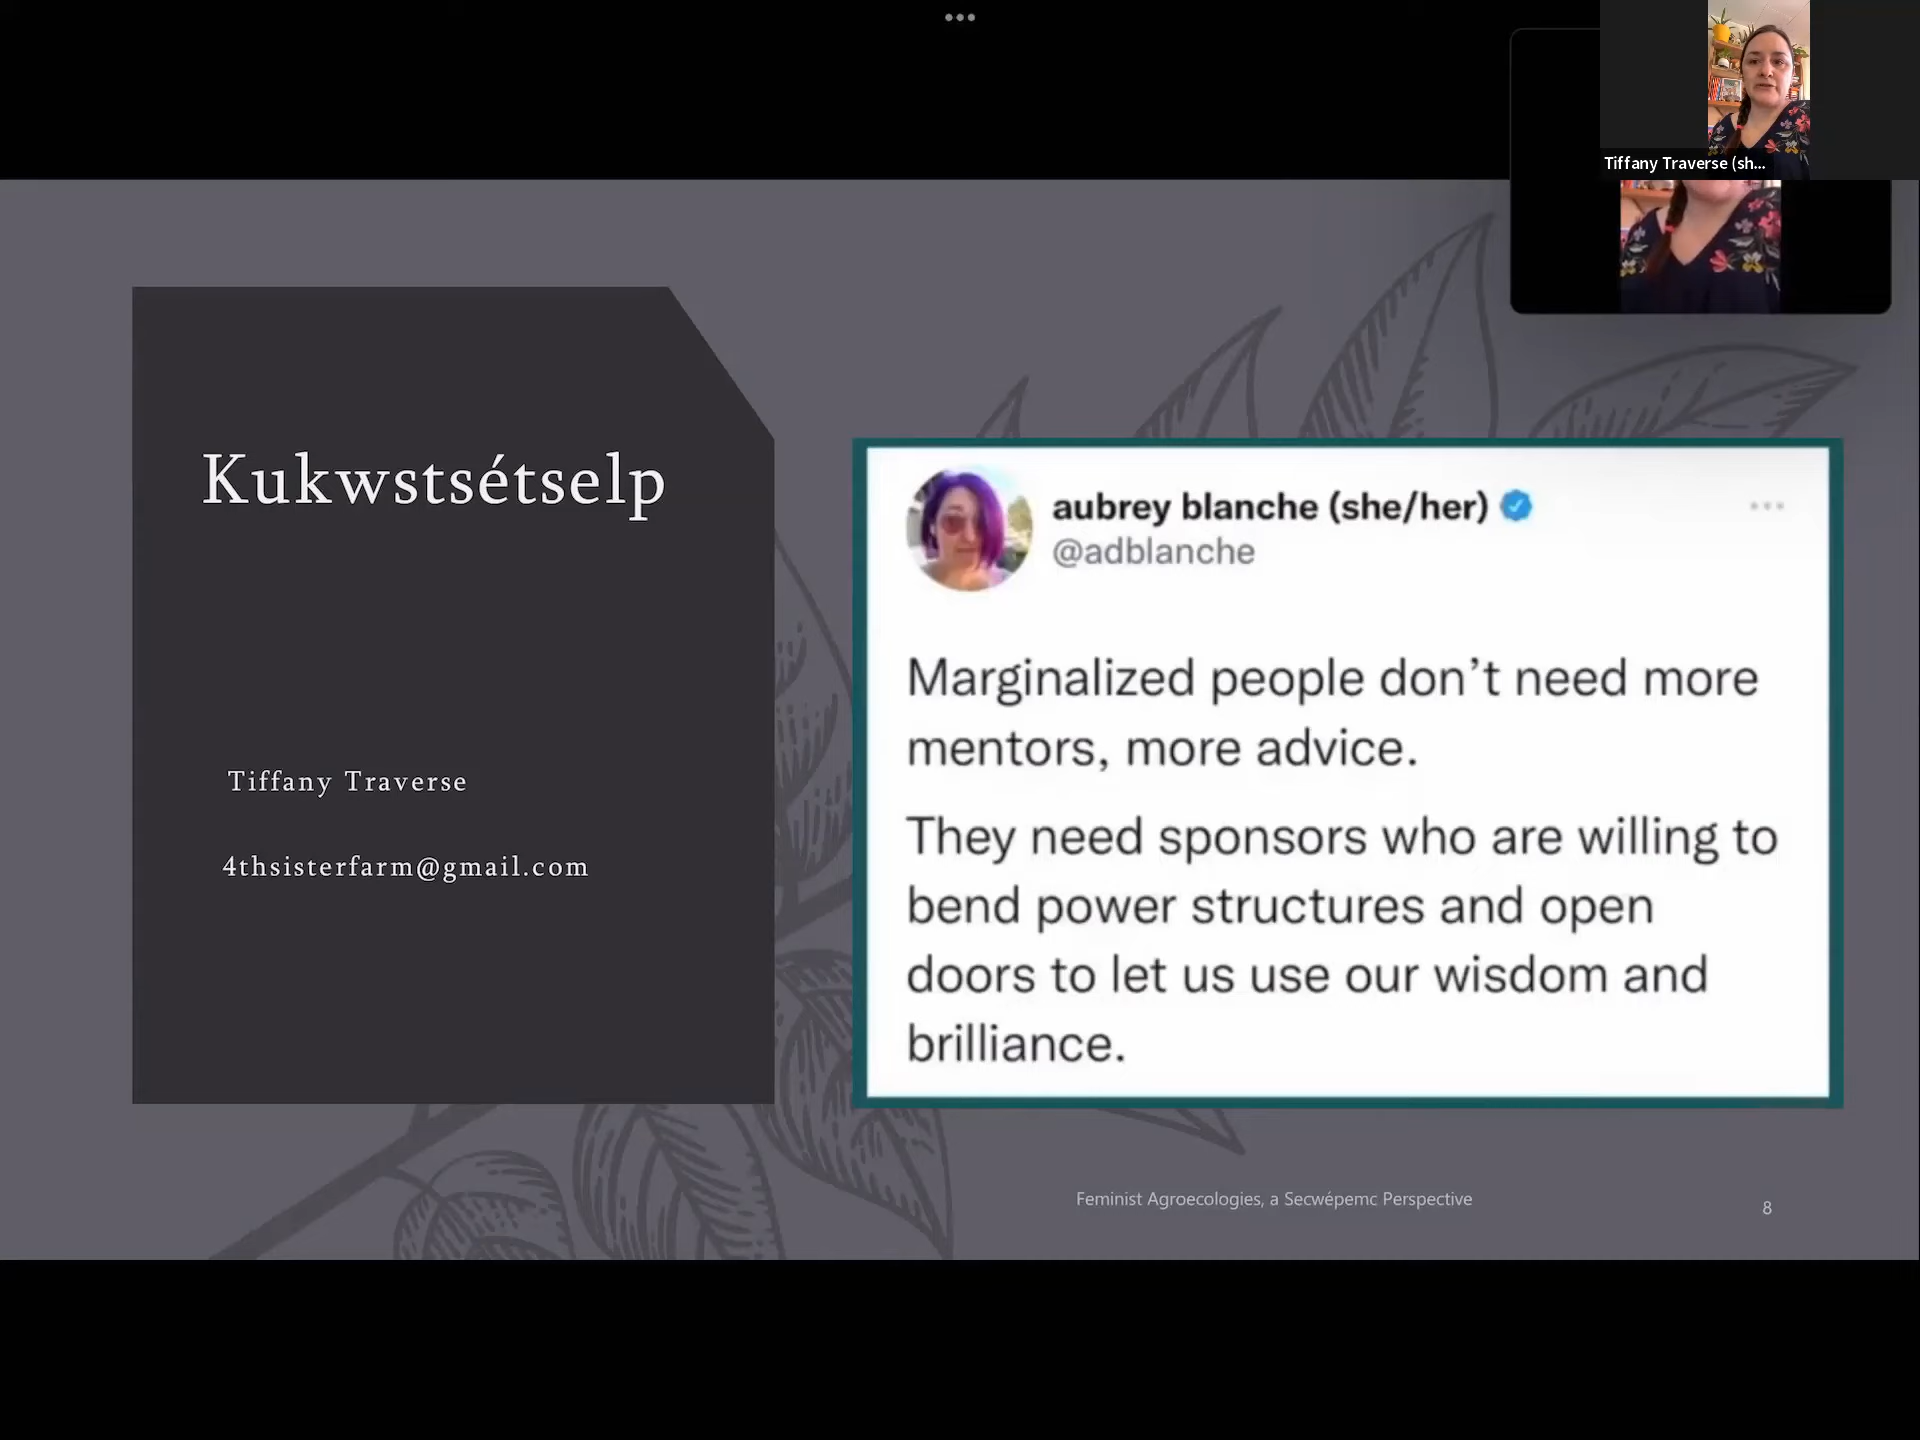 Tiffany Traverse (sh...
Kukwstsétselp
Tiffany Traverse
4thsisterfarm@gmail.com
aubrey blanche (she/her)
@adblanche
Marginalized people don’t need more
mentors, more advice.
They need sponsors who are willing to
bend power structures and open
doors to let us use our wisdom and
brilliance.
Feminist Agroecologies, a Secwépemc Perspective
8